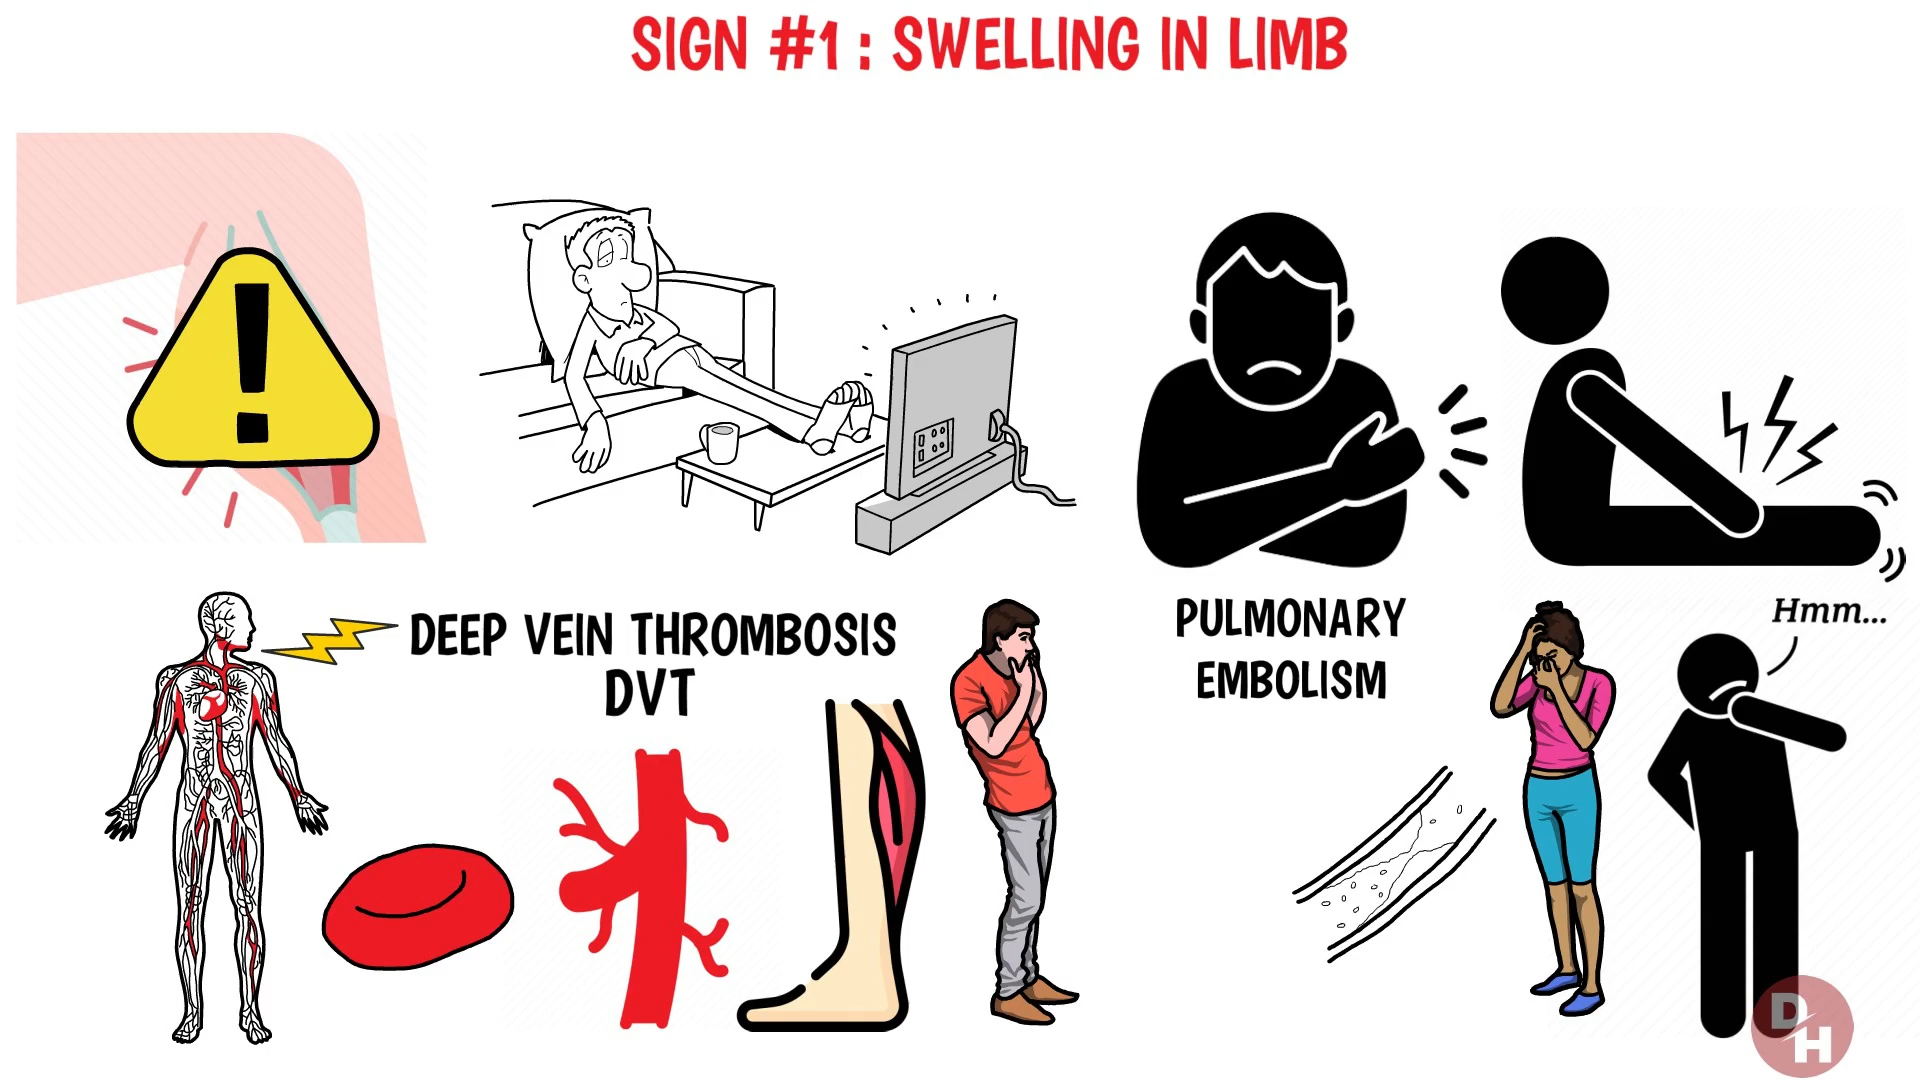 SIGN #1 : SWELLING IN LIMB
DEEP VEIN THROMBOSIS
DVT
PULMONARY
EMBOLISM
Hmm...
DH